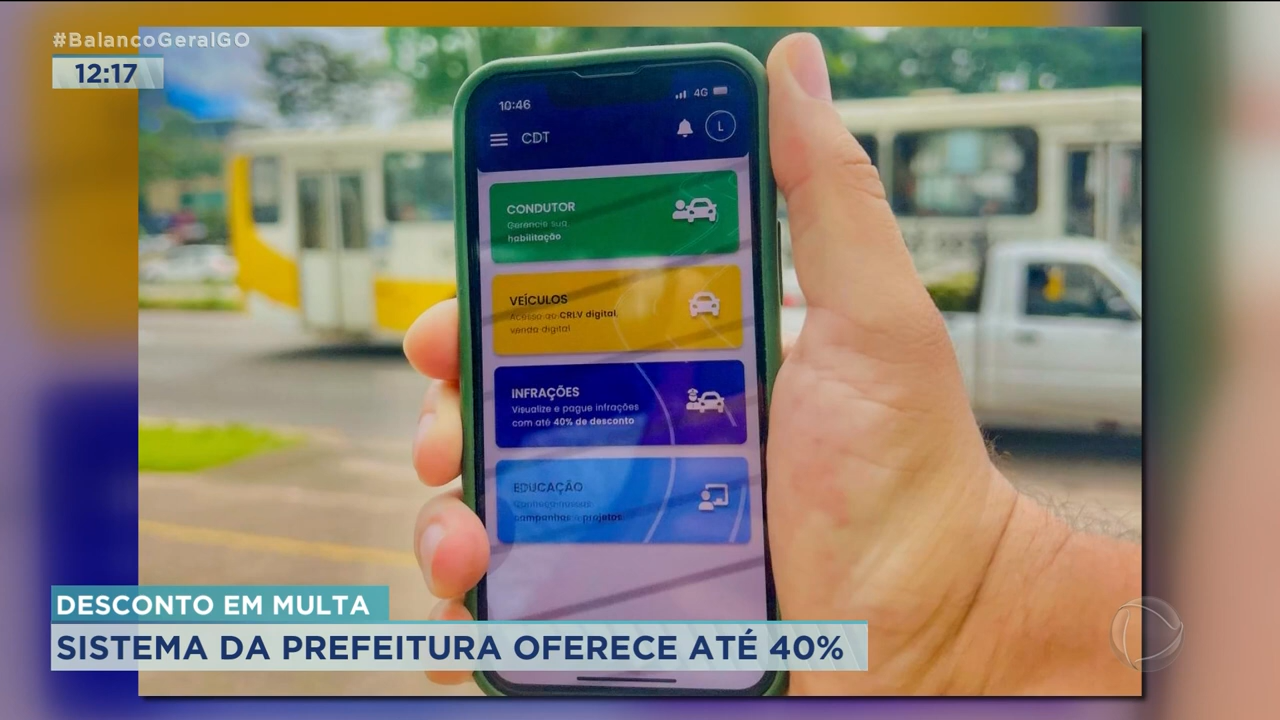 #BalancoGeralGO
12:17
10:46
4G
CDT
L
CONDUTOR
Gerencie sua
habilitação
VEÍCULOS
Acesso ao CRLV digital,
venda digital
INFRAÇÕES
Visualize e pague infrações
com até 40% de desconto
EDUCAÇÃO
campanhas e projetos
DESCONTO EM MULTA
SISTEMA DA PREFEITURA OFERECE ATÉ 40%